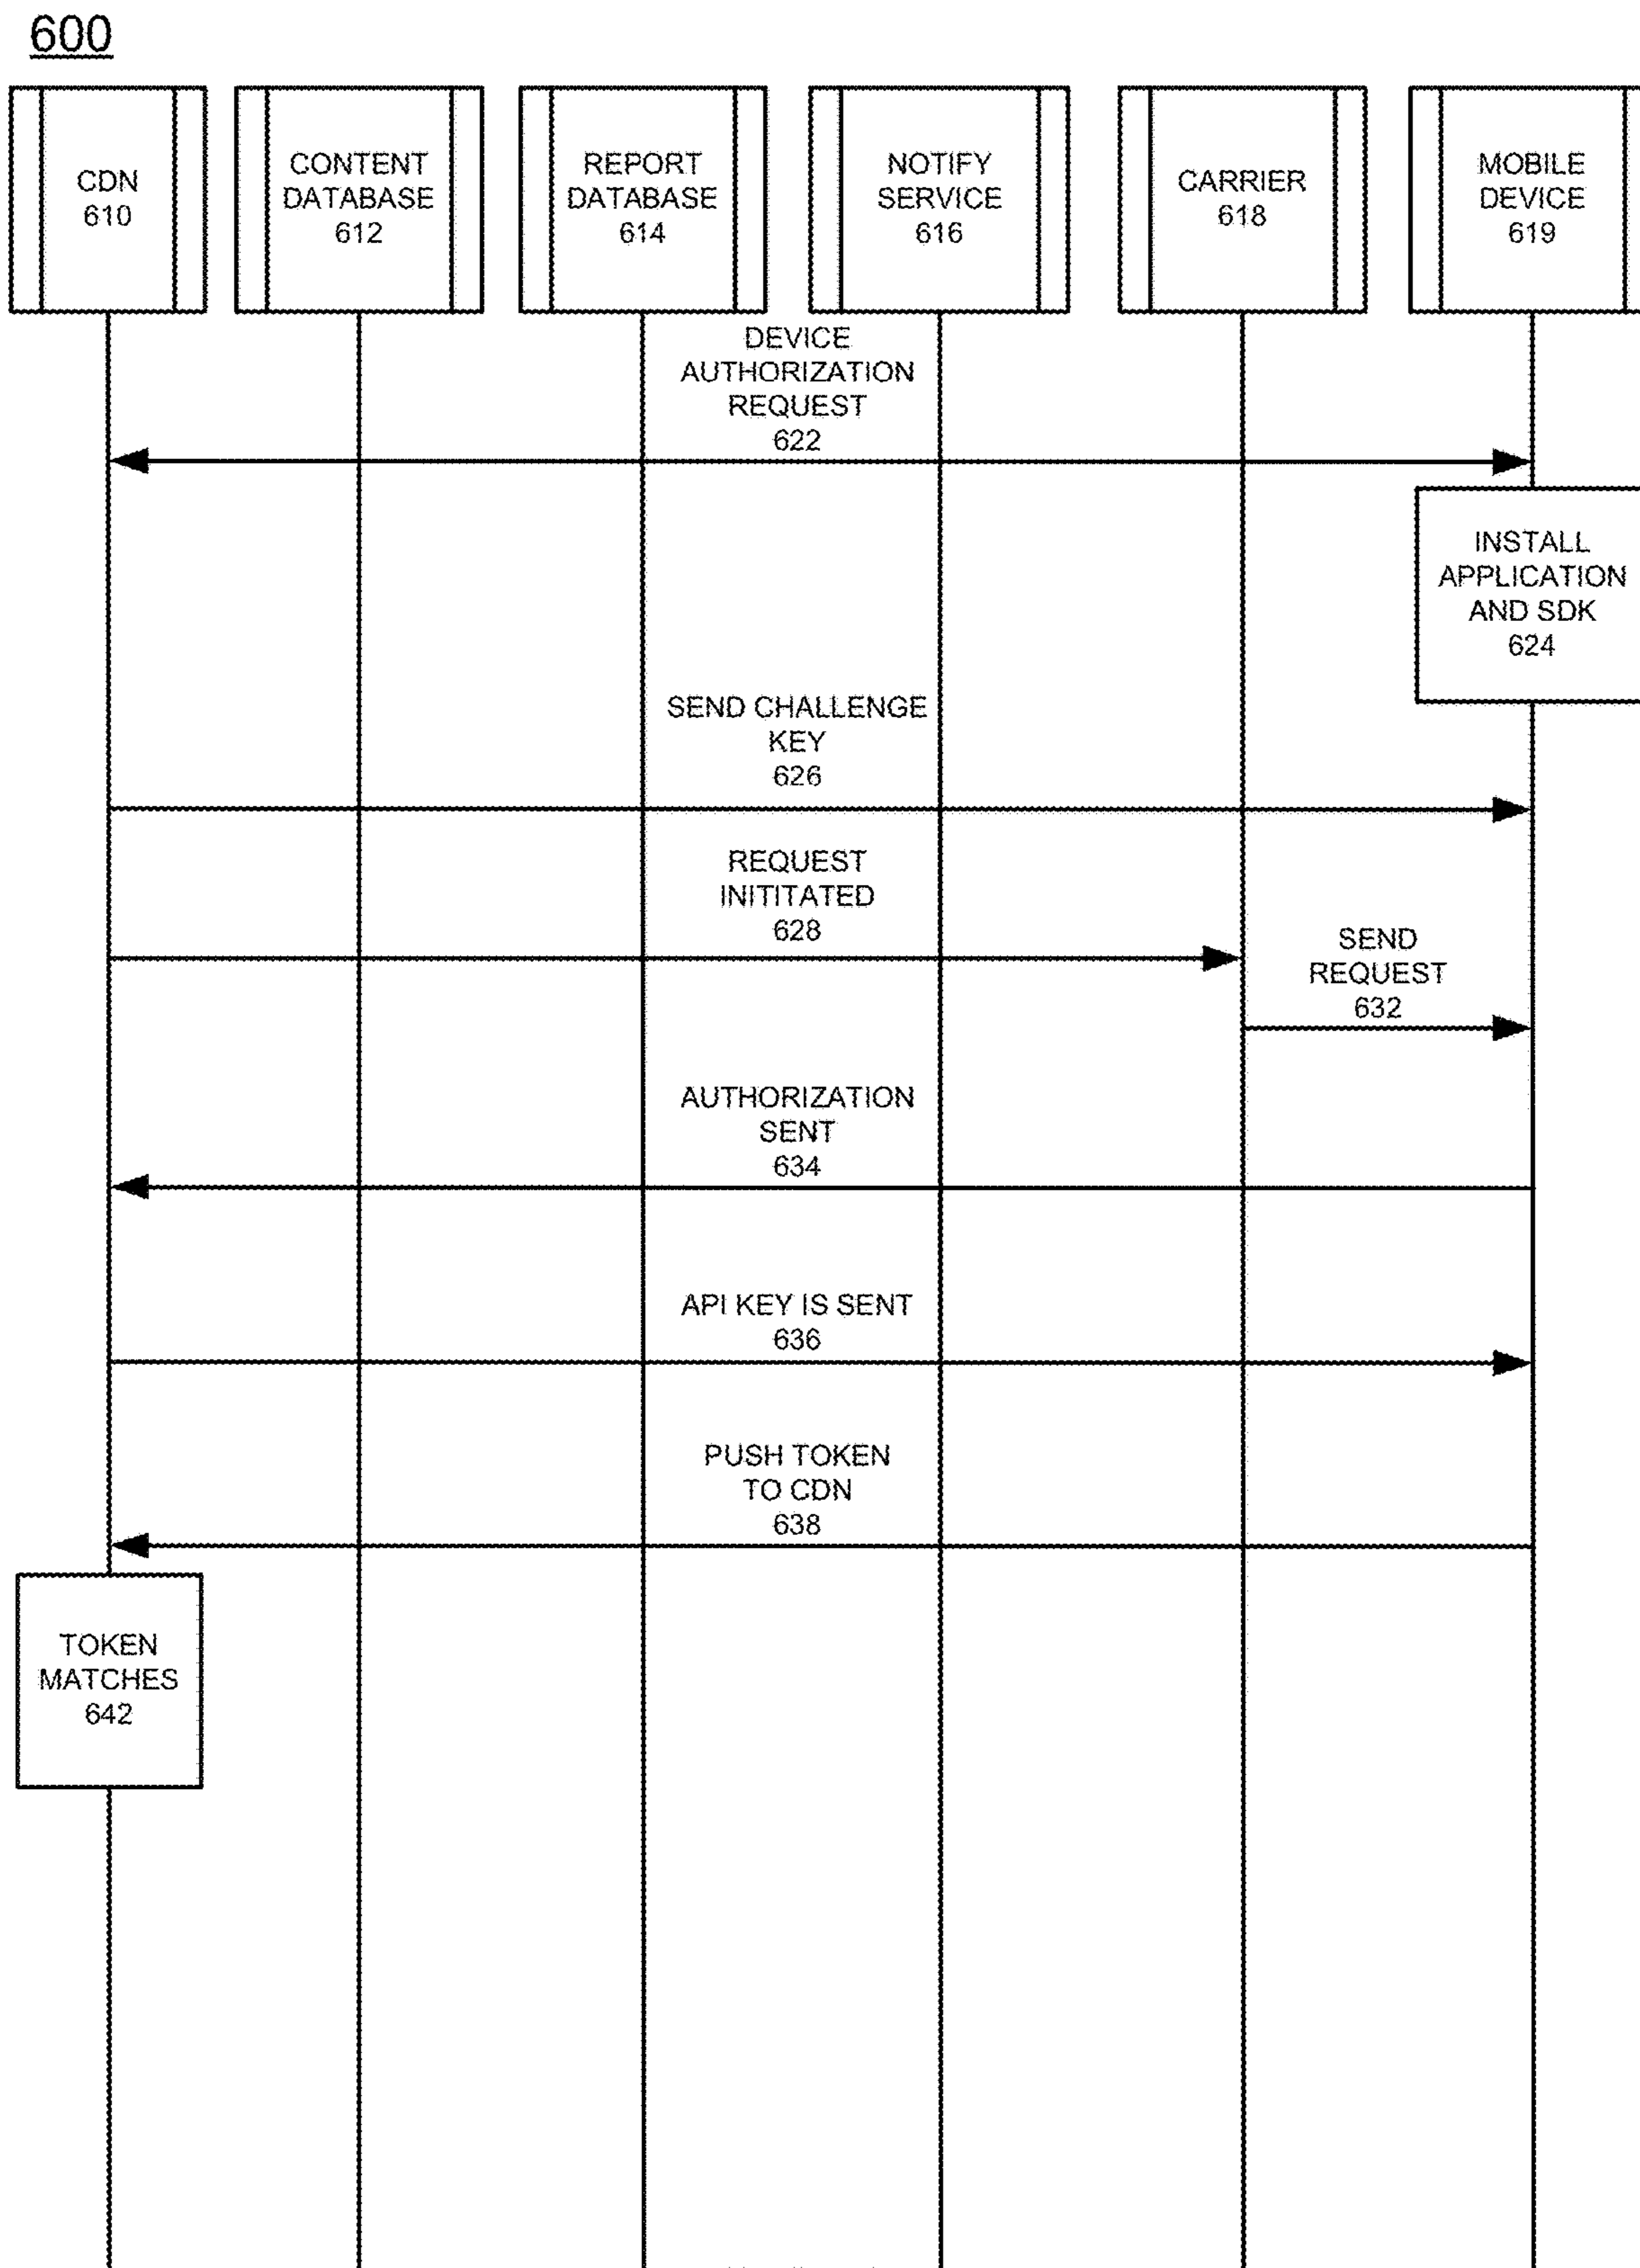 600
CDN
610
CONTENT
DATABASE
612
REPORT
DATABASE
614
NOTIFY
SERVICE
616
CARRIER
618
MOBILE
DEVICE
619
DEVICE
AUTHORIZATION
REQUEST
622
INSTALL
APPLICATION
AND SDK
624
SEND CHALLENGE
KEY
626
REQUEST
INITITATED
628
SEND
REQUEST
632
AUTHORIZATION
SENT
634
API KEY IS SENT
636
PUSH TOKEN
TO CDN
638
TOKEN
MATCHES
642